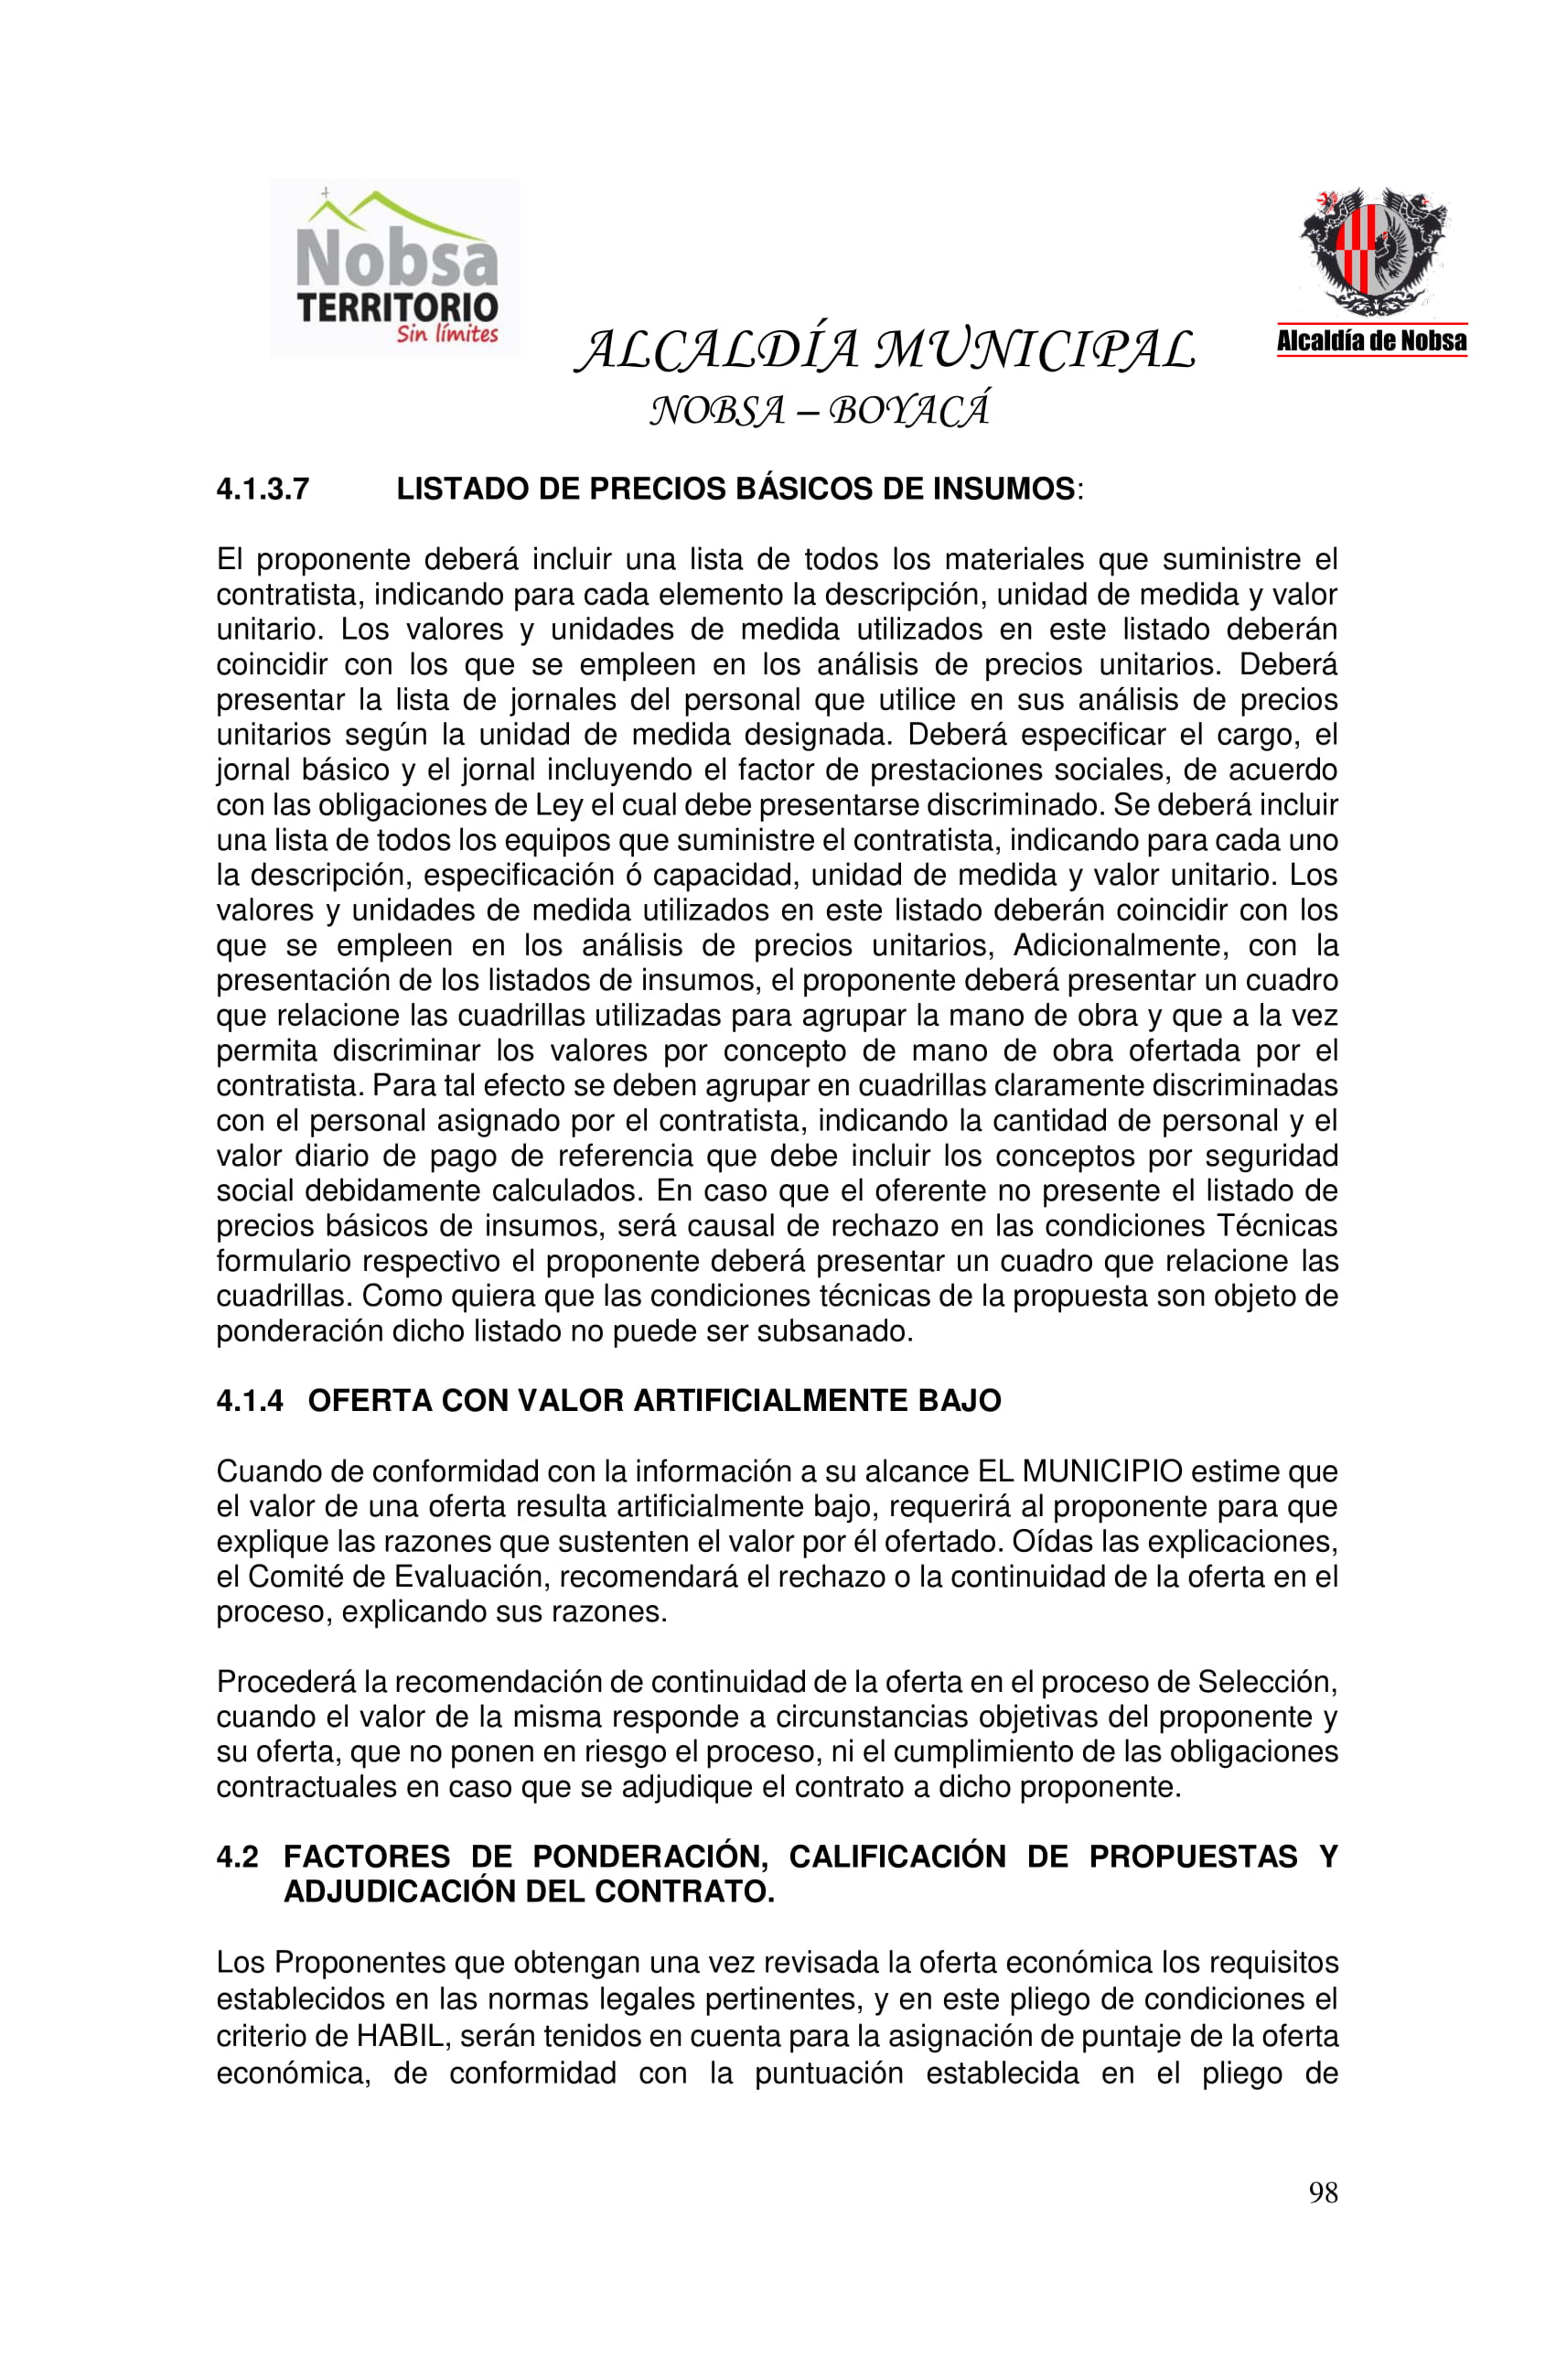 Nobsa
TERRITORIO
Sin límites
Alcaldía de Nobsa
ALCALDÍA MUNICIPAL
NOBSA – BOYACÁ
4.1.3.7 LISTADO DE PRECIOS BÁSICOS DE INSUMOS:
El proponente deberá incluir una lista de todos los materiales que suministre el
contratista, indicando para cada elemento la descripción, unidad de medida y valor
unitario. Los valores y unidades de medida utilizados en este listado deberán
coincidir con los que se empleen en los análisis de precios unitarios. Deberá
presentar la lista de jornales del personal que utilice en sus análisis de precios
unitarios según la unidad de medida designada. Deberá especificar el cargo, el
jornal básico y el jornal incluyendo el factor de prestaciones sociales, de acuerdo
con las obligaciones de Ley el cual debe presentarse discriminado. Se deberá incluir
una lista de todos los equipos que suministre el contratista, indicando para cada uno
la descripción, especificación ó capacidad, unidad de medida y valor unitario. Los
valores y unidades de medida utilizados en este listado deberán coincidir con los
que se empleen en los análisis de precios unitarios, Adicionalmente, con la
presentación de los listados de insumos, el proponente deberá presentar un cuadro
que relacione las cuadrillas utilizadas para agrupar la mano de obra y que a la vez
permita discriminar los valores por concepto de mano de obra ofertada por el
contratista. Para tal efecto se deben agrupar en cuadrillas claramente discriminadas
con el personal asignado por el contratista, indicando la cantidad de personal y el
valor diario de pago de referencia que debe incluir los conceptos por seguridad
social debidamente calculados. En caso que el oferente no presente el listado de
precios básicos de insumos, será causal de rechazo en las condiciones Técnicas
formulario respectivo el proponente deberá presentar un cuadro que relacione las
cuadrillas. Como quiera que las condiciones técnicas de la propuesta son objeto de
ponderación dicho listado no puede ser subsanado.
4.1.4 OFERTA CON VALOR ARTIFICIALMENTE BAJO
Cuando de conformidad con la información a su alcance EL MUNICIPIO estime que
el valor de una oferta resulta artificialmente bajo, requerirá al proponente para que
explique las razones que sustenten el valor por él ofertado. Oídas las explicaciones,
el Comité de Evaluación, recomendará el rechazo o la continuidad de la oferta en el
proceso, explicando sus razones.
Procederá la recomendación de continuidad de la oferta en el proceso de Selección,
cuando el valor de la misma responde a circunstancias objetivas del proponente y
su oferta, que no ponen en riesgo el proceso, ni el cumplimiento de las obligaciones
contractuales en caso que se adjudique el contrato a dicho proponente.
4.2 FACTORES DE PONDERACIÓN, CALIFICACIÓN DE PROPUESTAS Y
ADJUDICACIÓN DEL CONTRATO.
Los Proponentes que obtengan una vez revisada la oferta económica los requisitos
establecidos en las normas legales pertinentes, y en este pliego de condiciones el
criterio de HABIL, serán tenidos en cuenta para la asignación de puntaje de la oferta
económica, de conformidad con la puntuación establecida en el pliego de
98